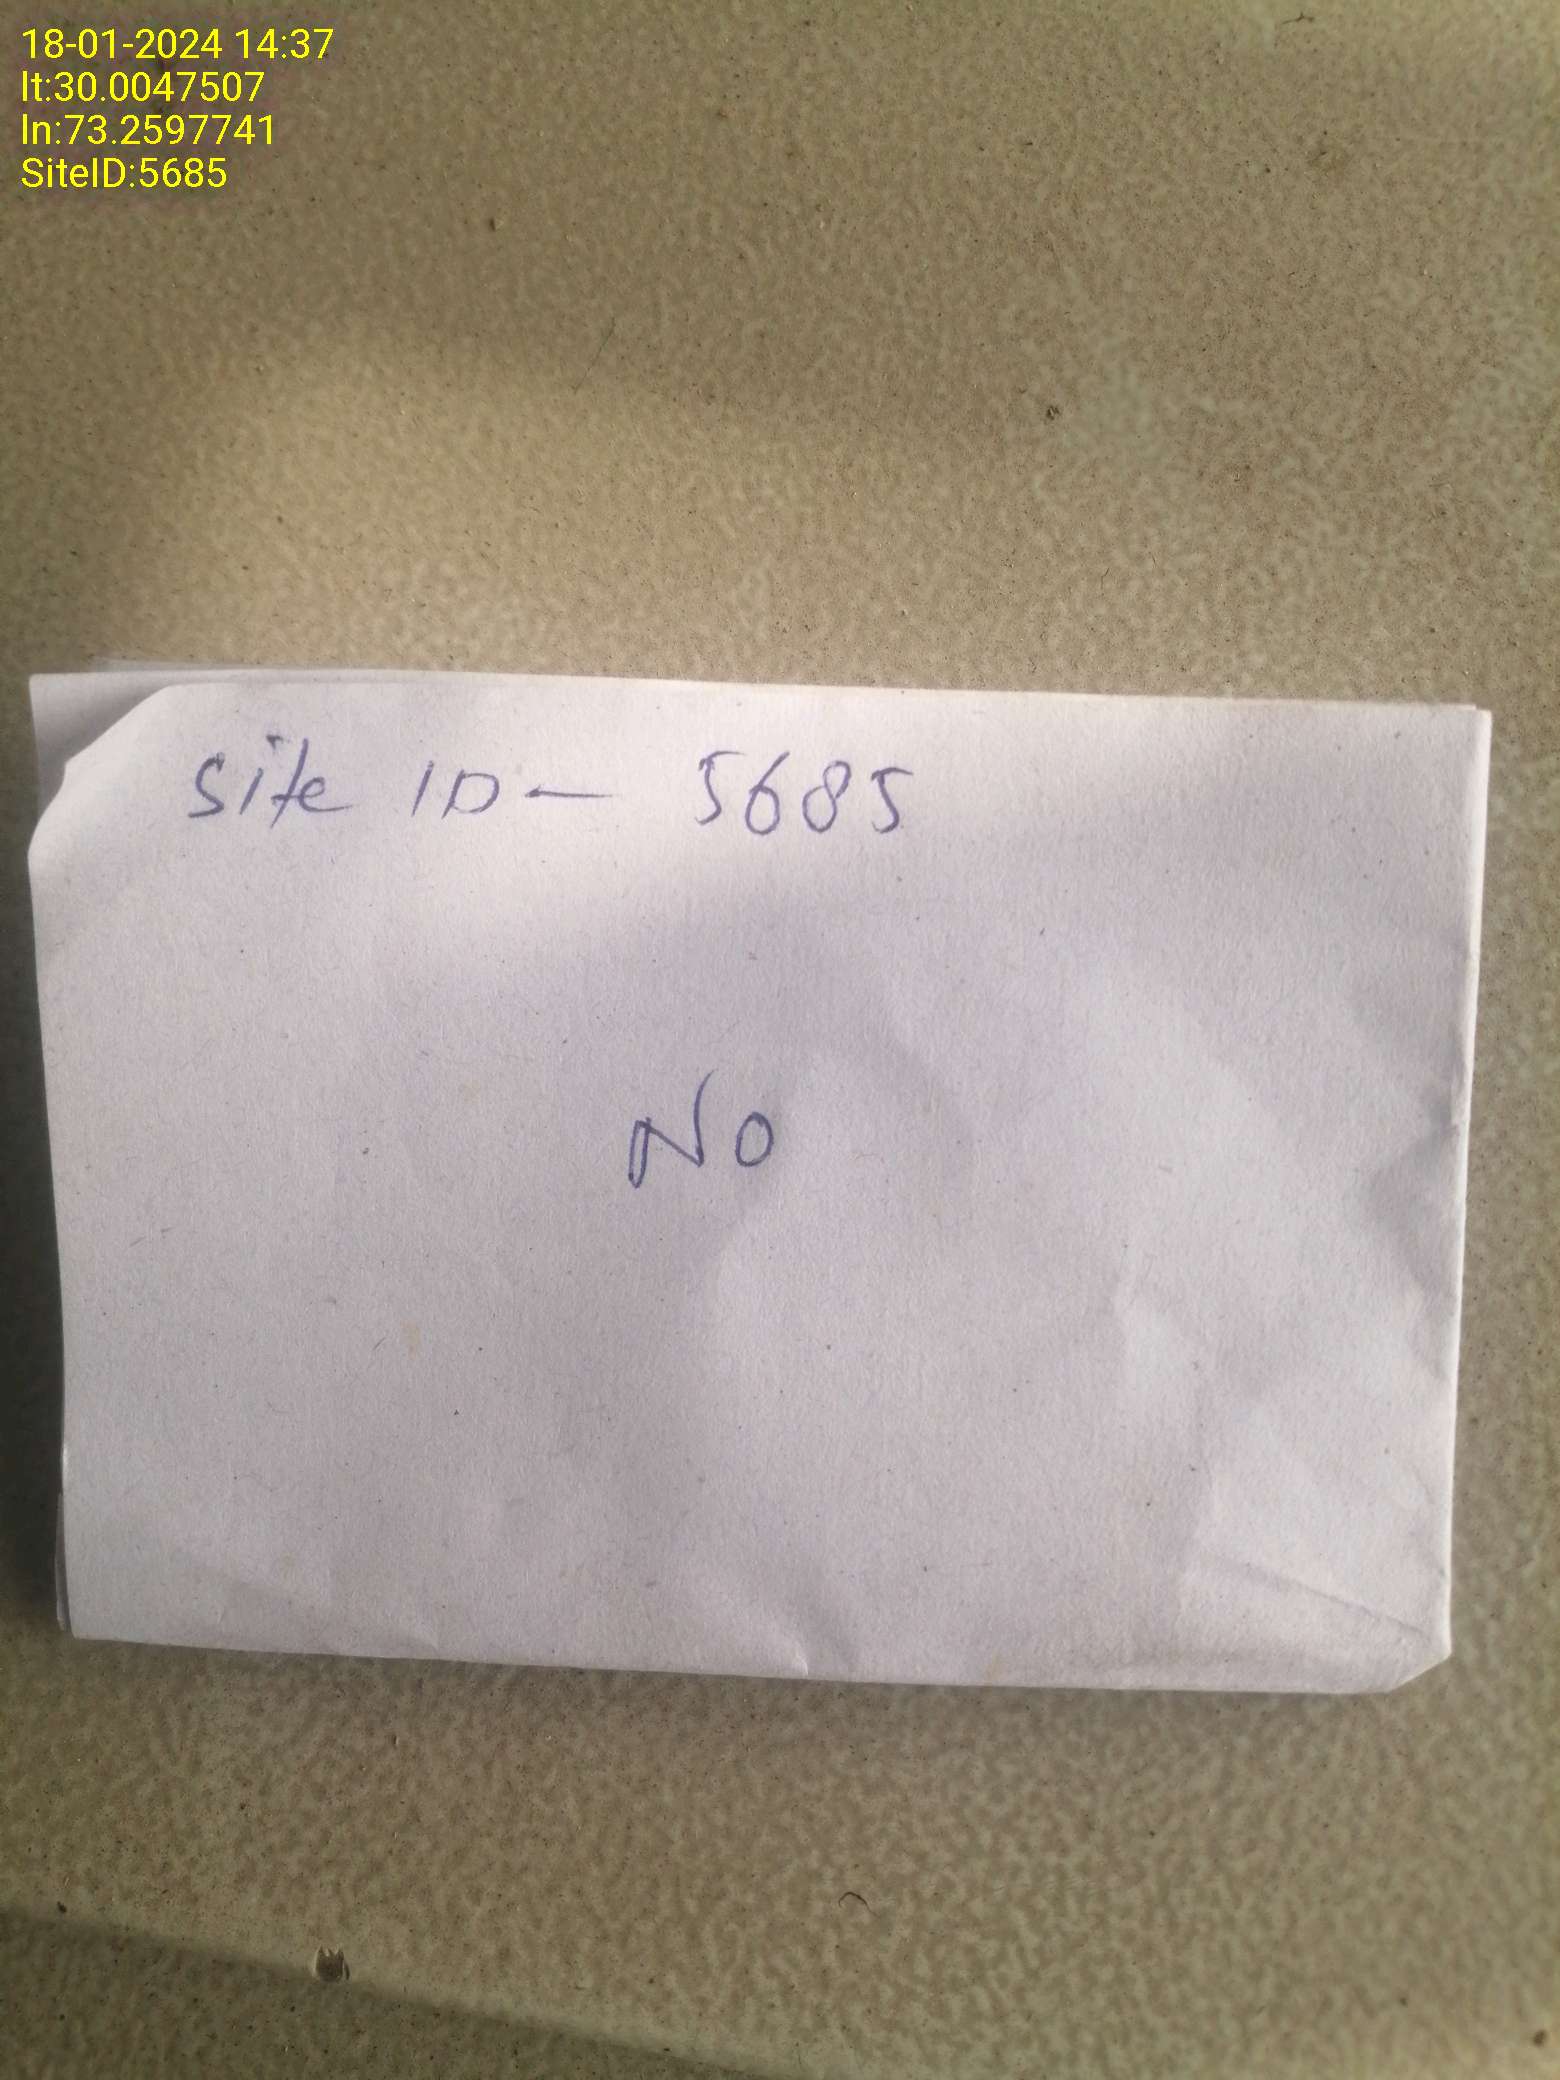 18-01-2024 14:37
lt:30.0047507
ln:73.2597741
SiteID:5685
Site ID - 5685
No